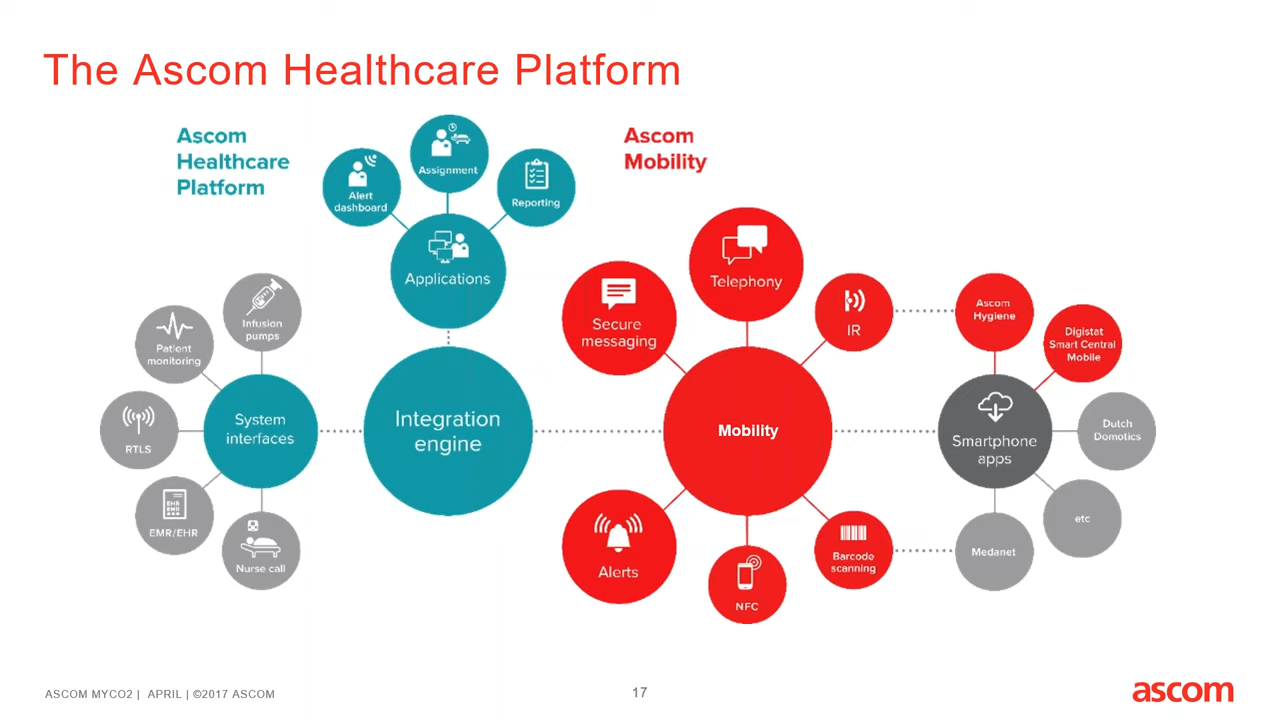 The Ascom Healthcare Platform
Ascom
Healthcare
Platform
Ascom
Mobility
Alert
dashboard
Assignment
Reporting
Applications
Infusion
pumps
Patient
monitoring
RTLS
EMR/EHR
EHR
EMR
Nurse call
System
interfaces
Integration
engine
Secure
messaging
Telephony
IR
Mobility
Alerts
NFC
Barcode
scanning
Ascom
Hygiene
Digistat
Smart Central
Mobile
Smartphone
apps
Dutch
Domotics
etc
Medanet
ASCOM MYCO2 | APRIL | ©2017 ASCOM
17
ascom